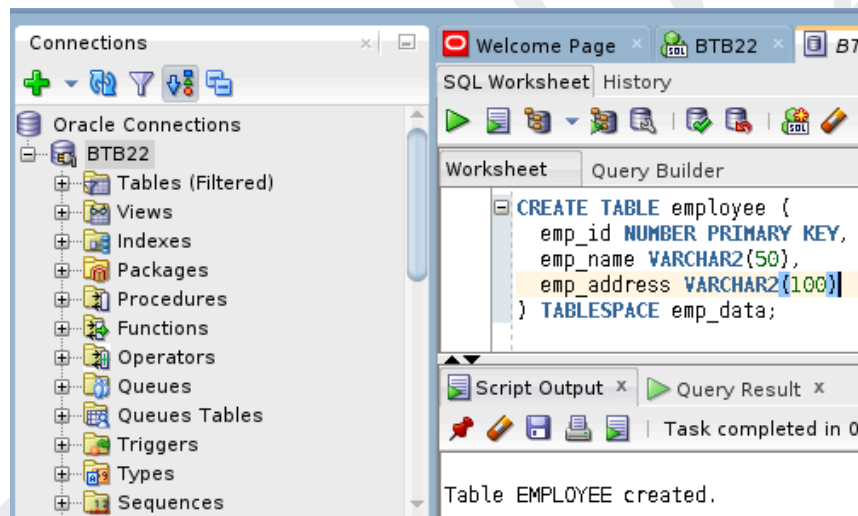 Connections
Oracle Connections
BTB22
Tables (Filtered)
Views
Indexes
Packages
Procedures
Functions
Operators
Queues
Queues Tables
Triggers
Types
Sequences
Welcome Page
BTB22
BT
SQL Worksheet History
Worksheet Query Builder
CREATE TABLE employee (
emp_id NUMBER PRIMARY KEY,
emp_name VARCHAR2(50),
emp_address VARCHAR2(100)
) TABLESPACE emp_data;
Script Output x Query Result x
Task completed in 0
Table EMPLOYEE created.